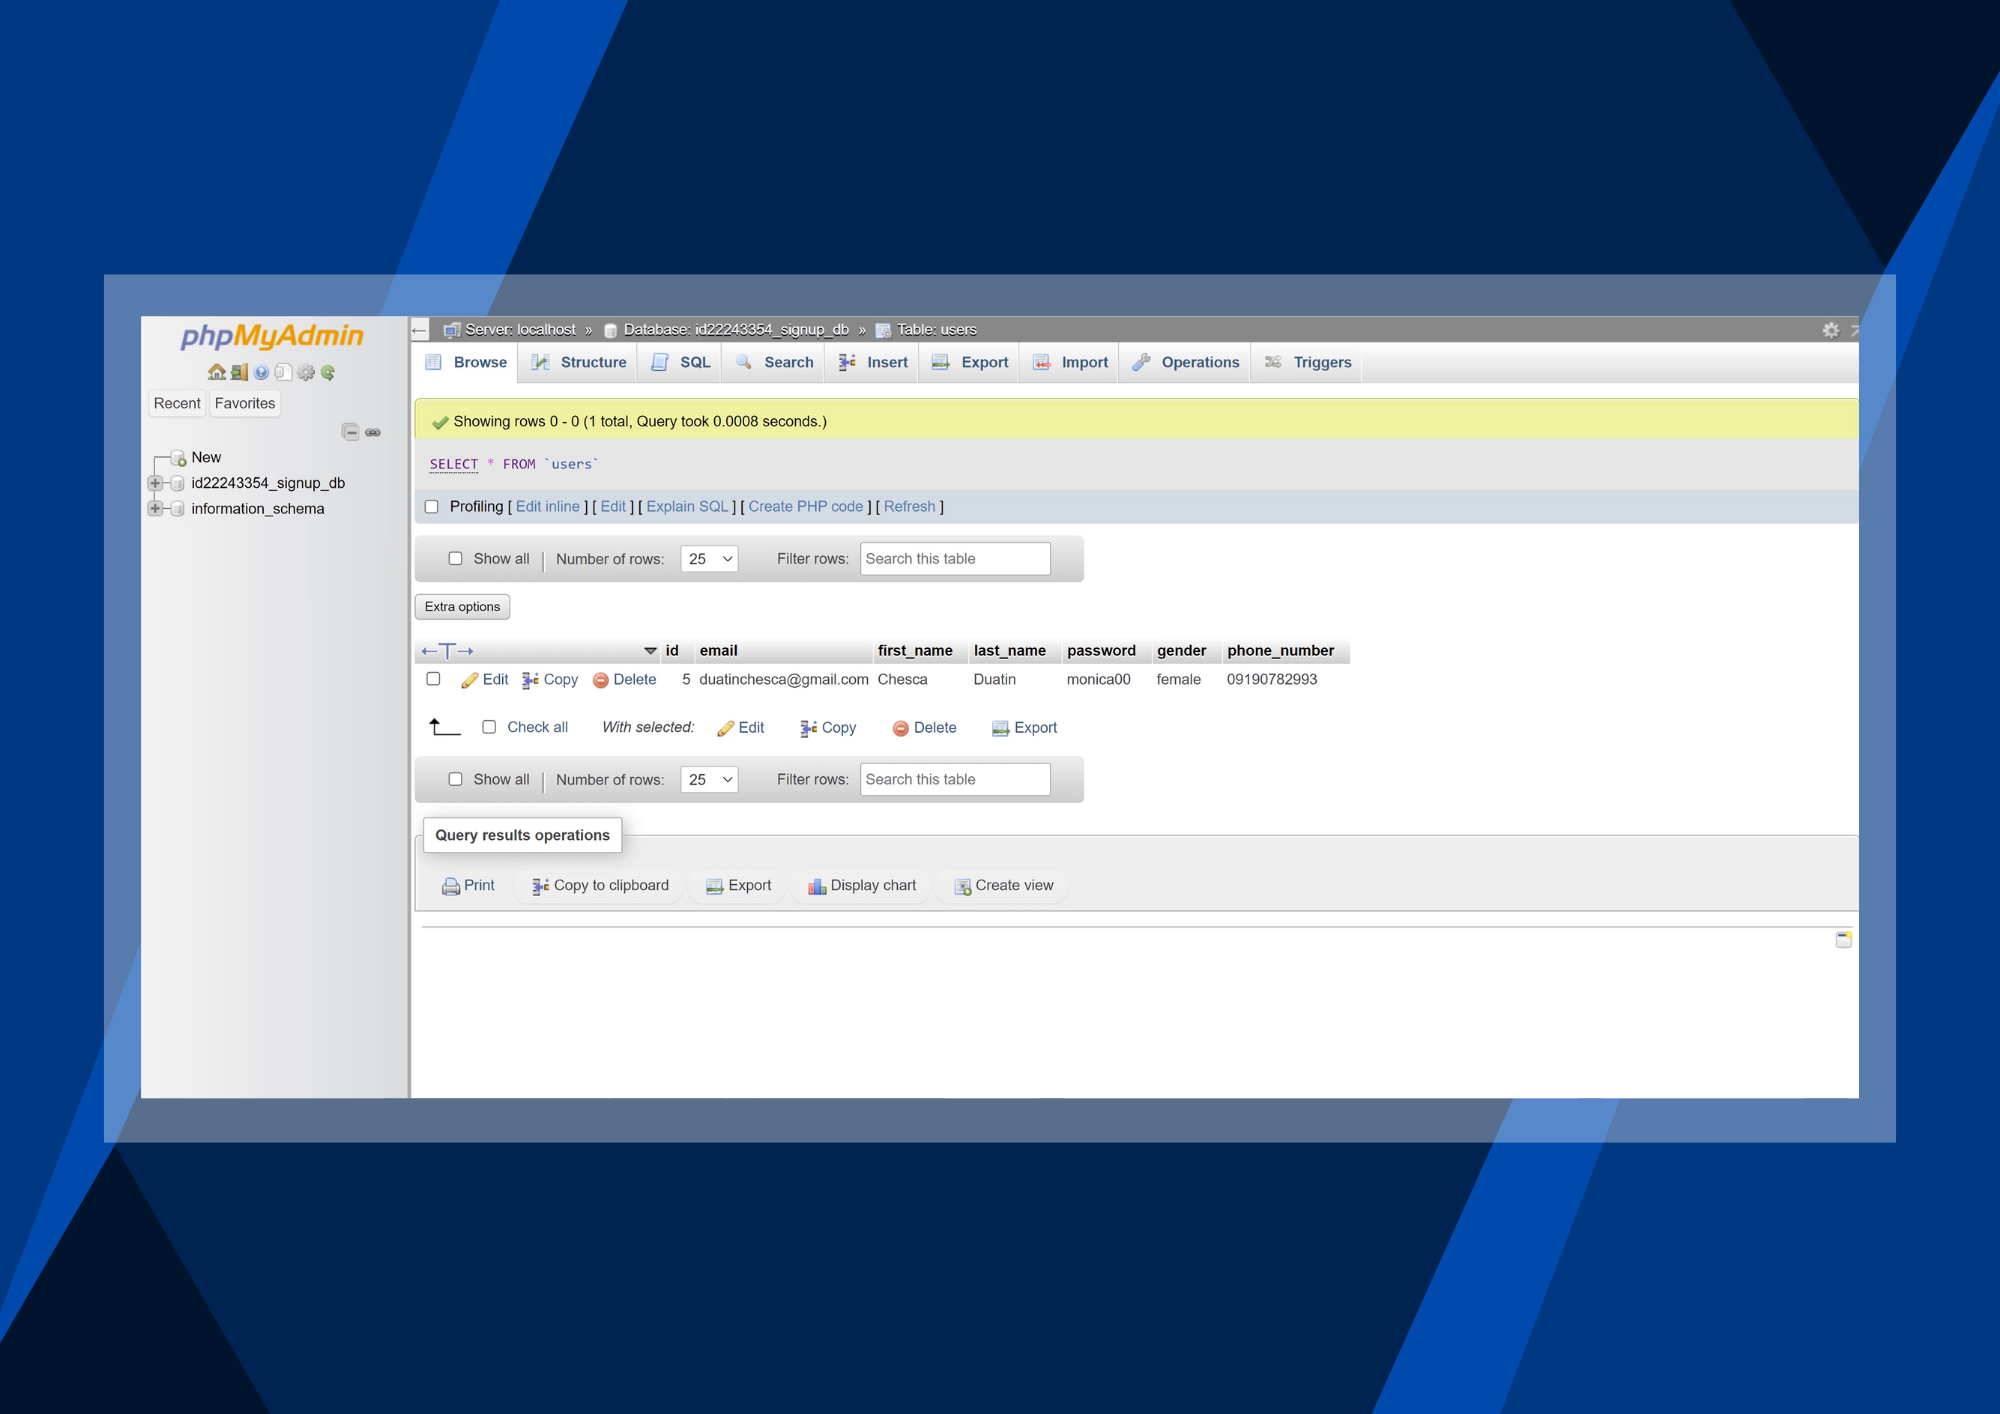 phpMyAdmin
Recent Favorites
New
id22243354_signup_db
information_schema
Server: localhost » Database: id22243354_signup_db » Table: users
Browse Structure SQL Search Insert Export Import Operations Triggers
Showing rows 0 - 0 (1 total, Query took 0.0008 seconds.)
SELECT * FROM `users`
Profiling [ Edit inline ] [ Edit ] [ Explain SQL ] [ Create PHP code ] [ Refresh ]
Show all | Number of rows: 25 Filter rows: Search this table
Extra options
←T→ id email first_name last_name password gender phone_number
Edit Copy Delete 5 duatinchesca@gmail.com Chesca Duatin monica00 female 09190782993
Check all With selected: Edit Copy Delete Export
Show all | Number of rows: 25 Filter rows: Search this table
Query results operations
Print Copy to clipboard Export Display chart Create view